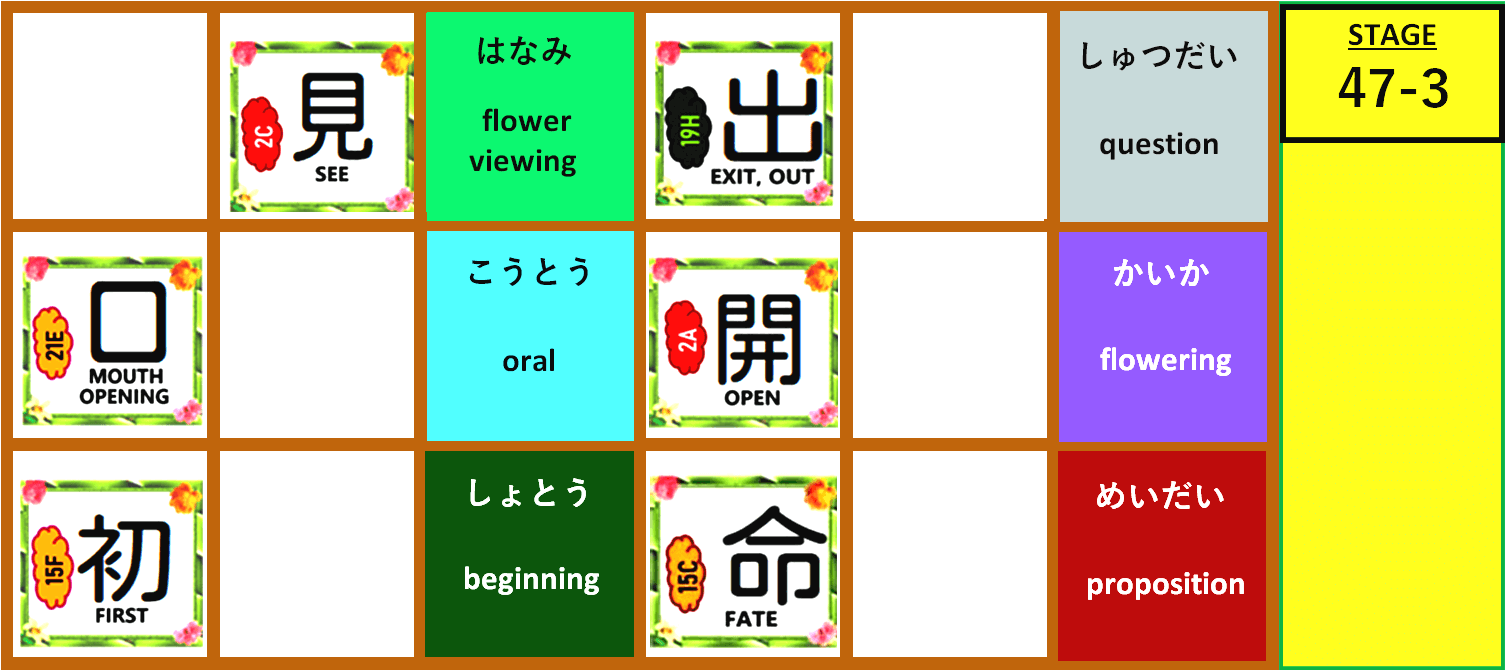 2C
見
SEE
はなみ
flower
viewing
19H
出
EXIT, OUT
しゅつだい
question
STAGE
47-3
21E
口
MOUTH
OPENING
こうとう
oral
2A
開
OPEN
かいか
flowering
15F
初
FIRST
しょとう
beginning
15C
命
FATE
めいだい
proposition